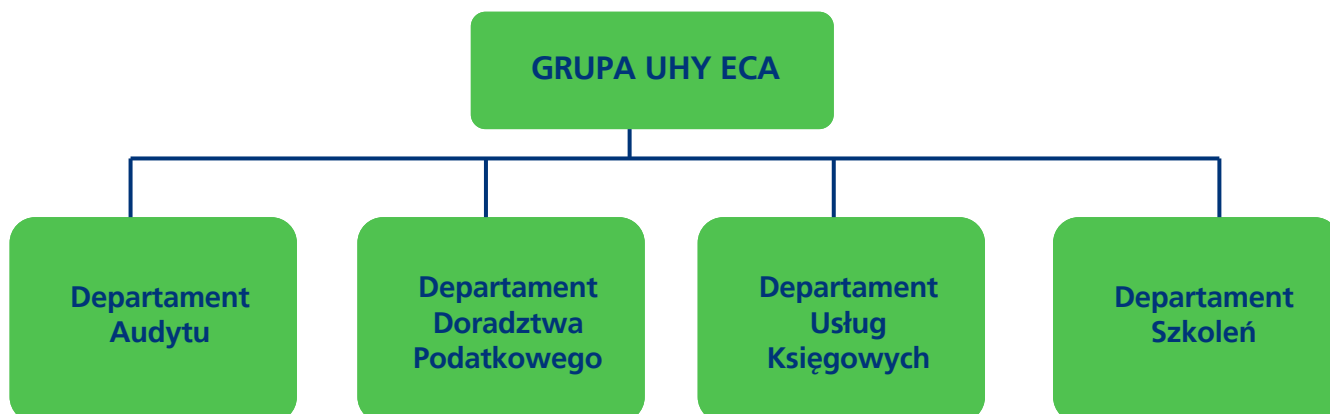 GRUPA UHY ECA
Departament
Audytu
Departament
Doradztwa
Podatkowego
Departament
Usług
Księgowych
Departament
Szkoleń